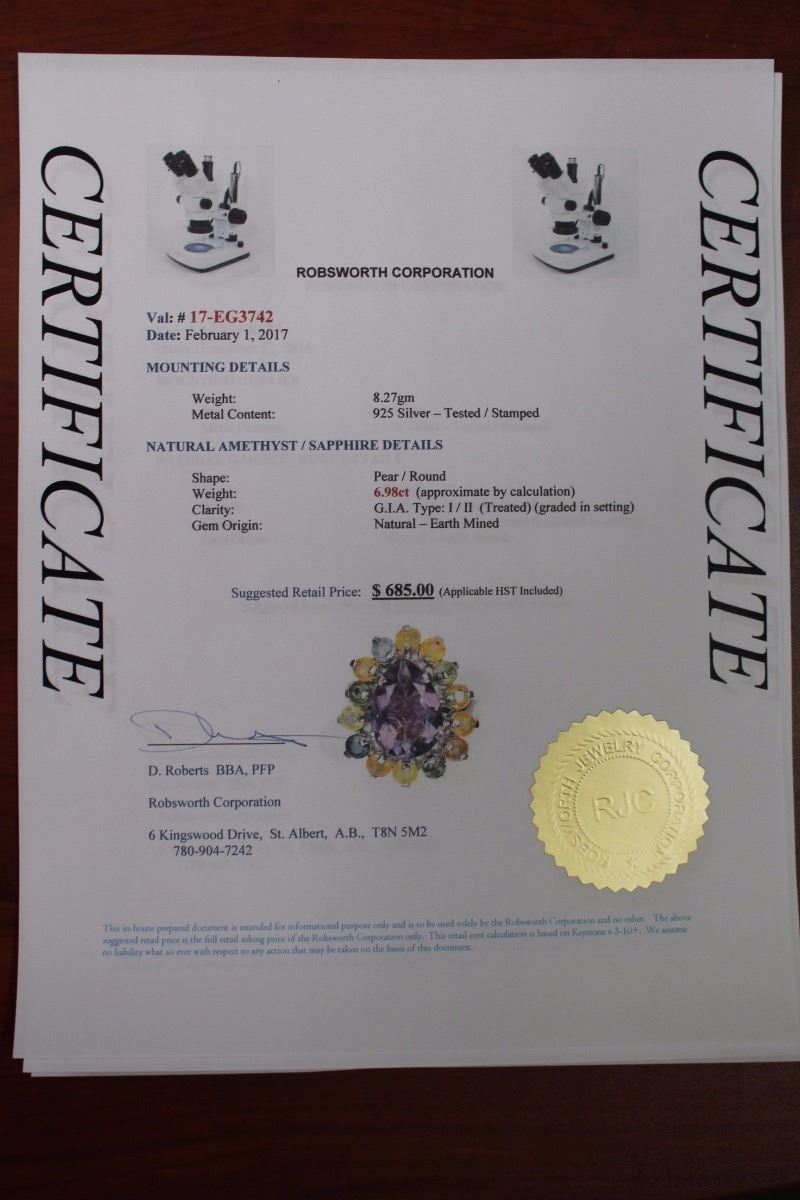 CERTIFICATE
CERTIFICATE
ROBSWORTH CORPORATION
Val: # 17-EG3742
Date: February 1, 2017
MOUNTING DETAILS
Weight: 8.27gm
Metal Content: 925 Silver – Tested / Stamped
NATURAL AMETHYST / SAPPHIRE DETAILS
Shape: Pear / Round
Weight: 6.98ct (approximate by calculation)
Clarity: G.I.A. Type: I / II (Treated) (graded in setting)
Gem Origin: Natural – Earth Mined
Suggested Retail Price: $ 685.00 (Applicable HST Included)
D. Roberts BBA, PFP
Robsworth Corporation
6 Kingswood Drive, St. Albert, A.B., T8N 5M2
780-904-7242
ROBSWORTH JEWELRY CORPORATION
RJC
This in-house prepared document is intended for informational purpose only and is to be used solely by the Robsworth Corporation and no other. The above
suggested retail price is the full retail asking price of the Robsworth Corporation only. This retail cost calculation is based on Keystone x 3-10+. We assume
no liability what so ever with respect to any action that may be taken on the basis of this document.